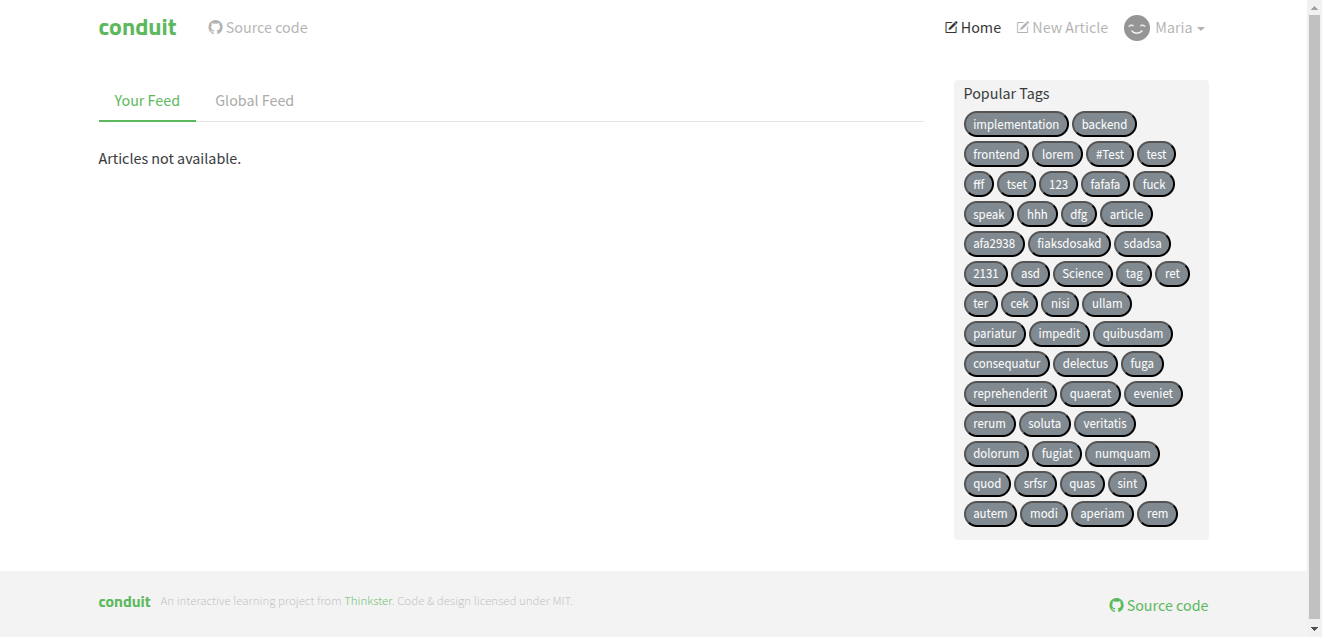 conduit Source code Home New Article Maria
Your Feed Global Feed
Articles not available.
Popular Tags
implementation backend
frontend lorem #Test test
fff tset 123 fafafa fuck
speak hhh dfg article
afa2938 fiaksdosakd sdadsa
2131 asd Science tag ret
ter cek nisi ullam
pariatur impedit quibusdam
consequatur delectus fuga
reprehenderit quaerat eveniet
rerum soluta veritatis
dolorum fugiat numquam
quod srfsr quas sint
autem modi aperiam rem
conduit An interactive learning project from Thinkster. Code & design licensed under MIT.
Source code